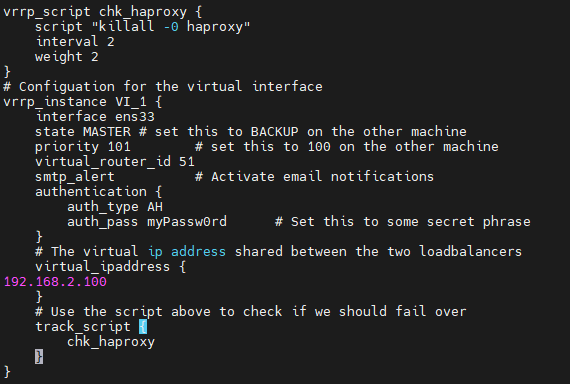 vrrp_script chk_haproxy {
    script "killall -0 haproxy"
    interval 2
    weight 2
}
# Configuation for the virtual interface
vrrp_instance VI_1 {
    interface ens33
    state MASTER # set this to BACKUP on the other machine
    priority 101        # set this to 100 on the other machine
    virtual_router_id 51
    smtp_alert          # Activate email notifications
    authentication {
        auth_type AH
        auth_pass myPassw0rd      # Set this to some secret phrase
    }
    # The virtual ip address shared between the two loadbalancers
    virtual_ipaddress {
192.168.2.100
    }
    # Use the script above to check if we should fail over
    track_script {
        chk_haproxy
    }
}